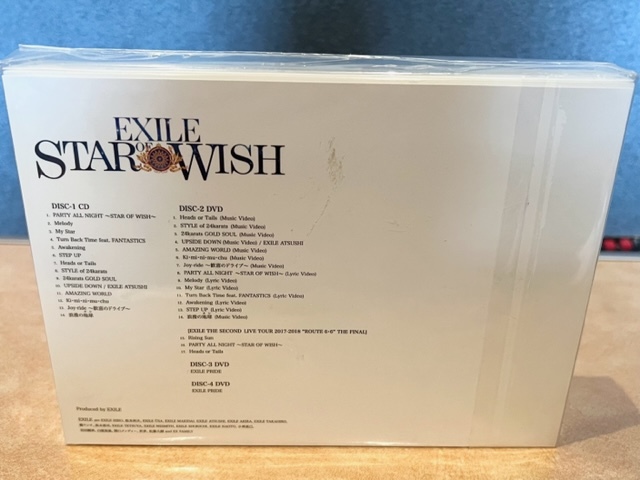 EXILE
STAR OF WISH
DISC-1 CD
1. PARTY ALL NIGHT ～STAR OF WISH～
2. Melody
3. My Star
4. Turn Back Time feat. FANTASTICS
5. Awakening
6. STEP UP
7. Heads or Tails
8. STYLE of 24karats
9. 24karats GOLD SOUL
10. UPSIDE DOWN / EXILE ATSUSHI
11. AMAZING WORLD
12. Ki-mi-ni-mu-chu
13. Joy-ride ～歓喜のドライブ～
14. 羽雅の地球
DISC-2 DVD
1. Heads or Tails (Music Video)
2. STYLE of 24karats (Music Video)
3. 24karats GOLD SOUL (Music Video)
4. UPSIDE DOWN (Music Video) / EXILE ATSUSHI
5. AMAZING WORLD (Music Video)
6. Ki-mi-ni-mu-chu (Music Video)
7. Joy-ride ～歓喜のドライブ～ (Music Video)
8. PARTY ALL NIGHT ～STAR OF WISH～ (Lyric Video)
9. Melody (Lyric Video)
10. My Star (Lyric Video)
11. Turn Back Time feat. FANTASTICS (Lyric Video)
12. Awakening (Lyric Video)
13. STEP UP (Lyric Video)
14. の地球 (Music Video)
[EXILE THE SECOND LIVE TOUR 2017-2018 "ROUTE 6・6" THE FINAL]
15. Rising Sun
16. PARTY ALL NIGHT ～STAR OF WISH～
17. Heads or Tails
DISC-3 DVD
EXILE PRIDE
DISC-4 DVD
EXILE PRIDE
Produced by EXILE